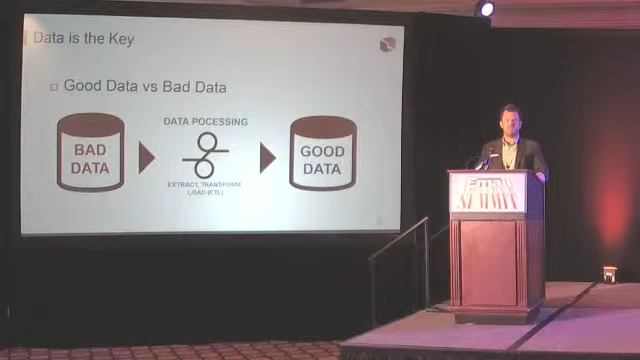 Data is the Key
Good Data vs Bad Data
DATA POCESSING
BAD
DATA
GOOD
DATA
EXTRACT, TRANSFORM
LOAD (ETL)